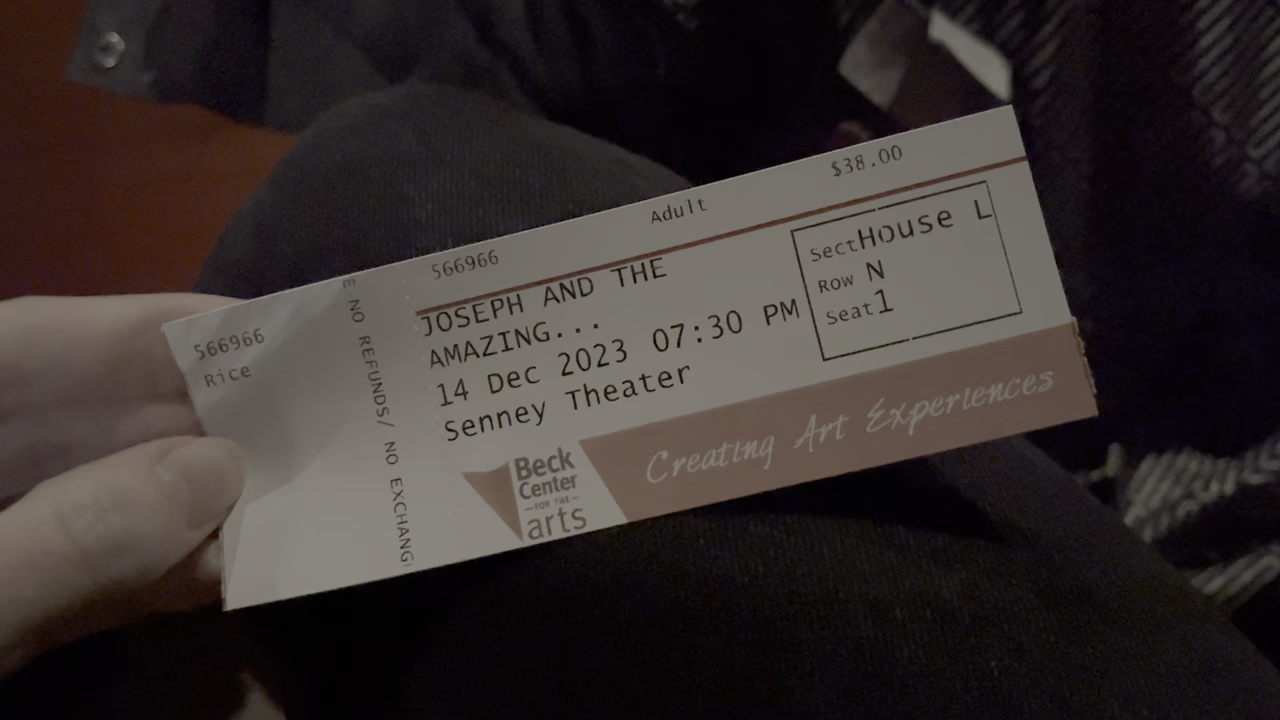 566966
Rice
E NO REFUNDS/ NO EXCHANG
566966 Adult $38.00
JOSEPH AND THE
AMAZING...
14 Dec 2023 07:30 PM
Senney Theater
Sect House L
Row N
Seat 1
Beck
Center
—FOR THE—
arts
Creating Art Experiences